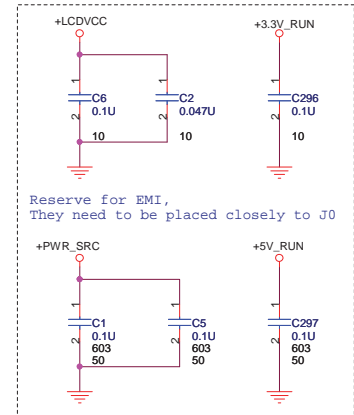 +LCDVCC
+3.3V_RUN
1
1
1
C6
C2
C296
0.1U
0.047U
0.1U
2
2
2
10
10
10
Reserve for EMI,
They need to be placed closely to J0
+PWR_SRC
+5V_RUN
1
1
1
C1
C5
C297
0.1U
0.1U
0.1U
2
2
2
603
603
603
50
50
50